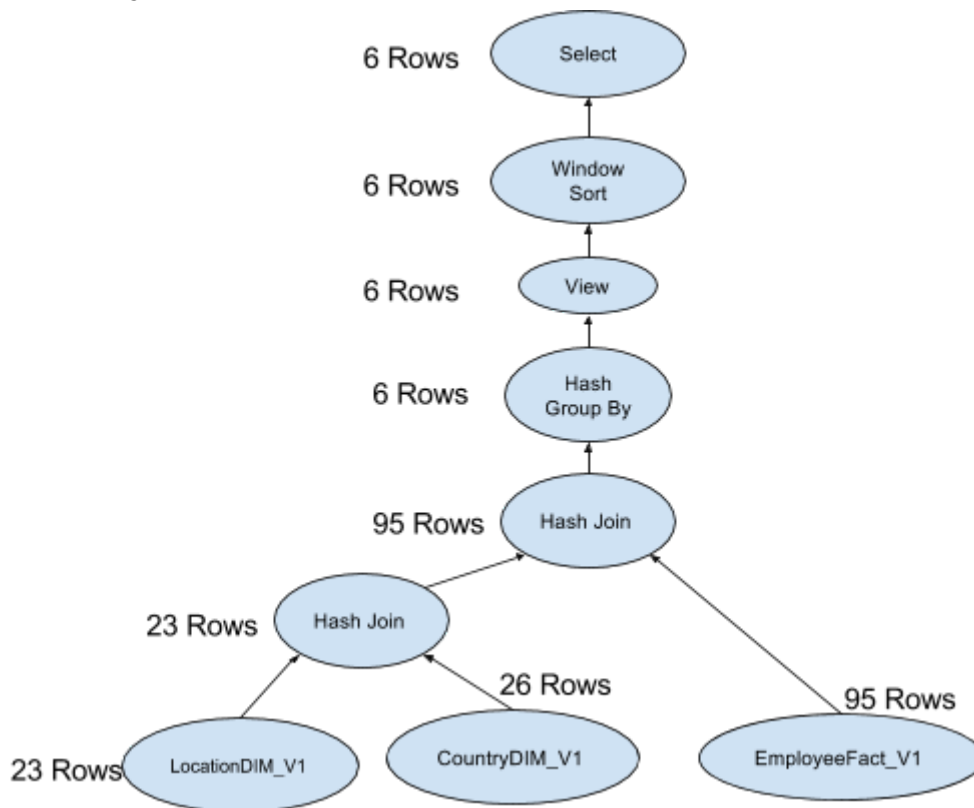 6 Rows
Select
6 Rows
Window
Sort
6 Rows
View
6 Rows
Hash
Group By
95 Rows
Hash Join
23 Rows
Hash Join
26 Rows
95 Rows
23 Rows
LocationDIM_V1
CountryDIM_V1
EmployeeFact_V1